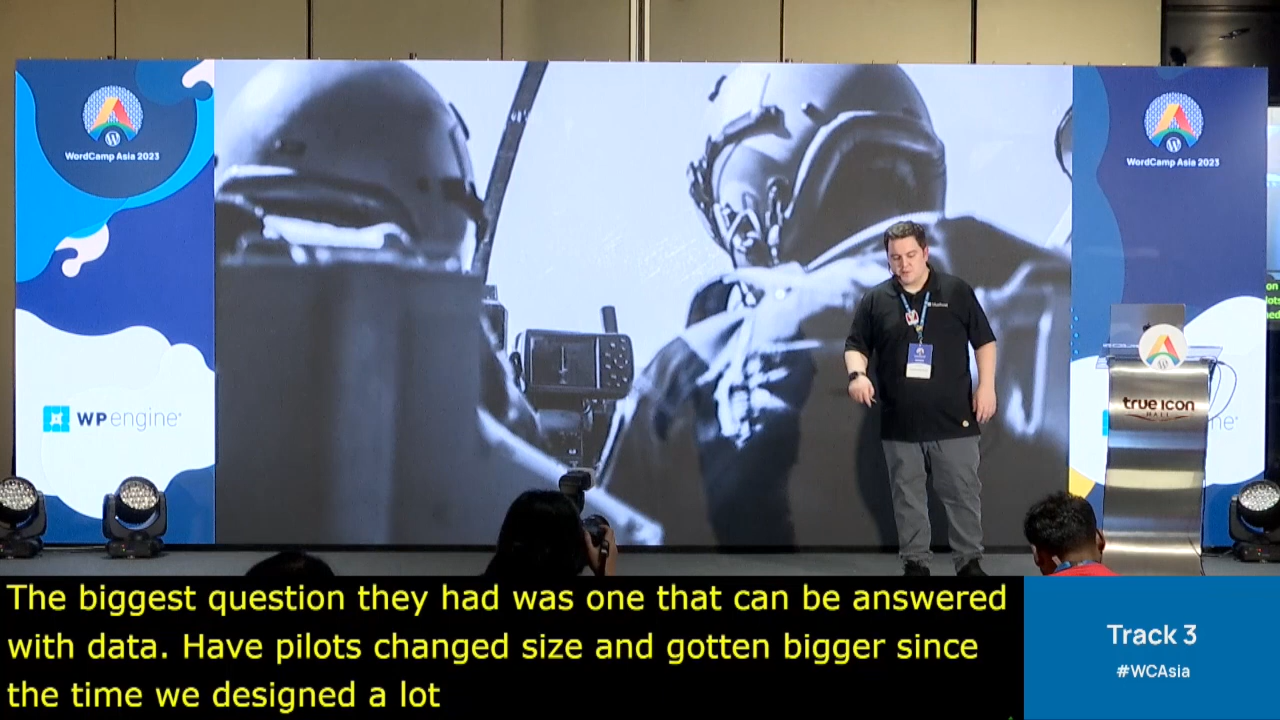 WordCamp Asia 2023
WordCamp Asia 2023
WP engine
true icon
HALL
The biggest question they had was one that can be answered
with data. Have pilots changed size and gotten bigger since
the time we designed a lot
Track 3
#WCAsia